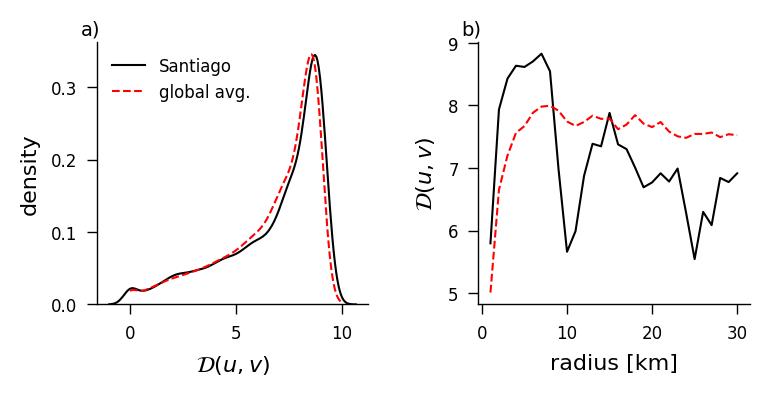 a)
Santiago
global avg.
density
0.3
0.2
0.1
0.0
0 5 10
𝒟(u, v)
b)
𝒟(u, v)
9
8
7
6
5
0 10 20 30
radius [km]